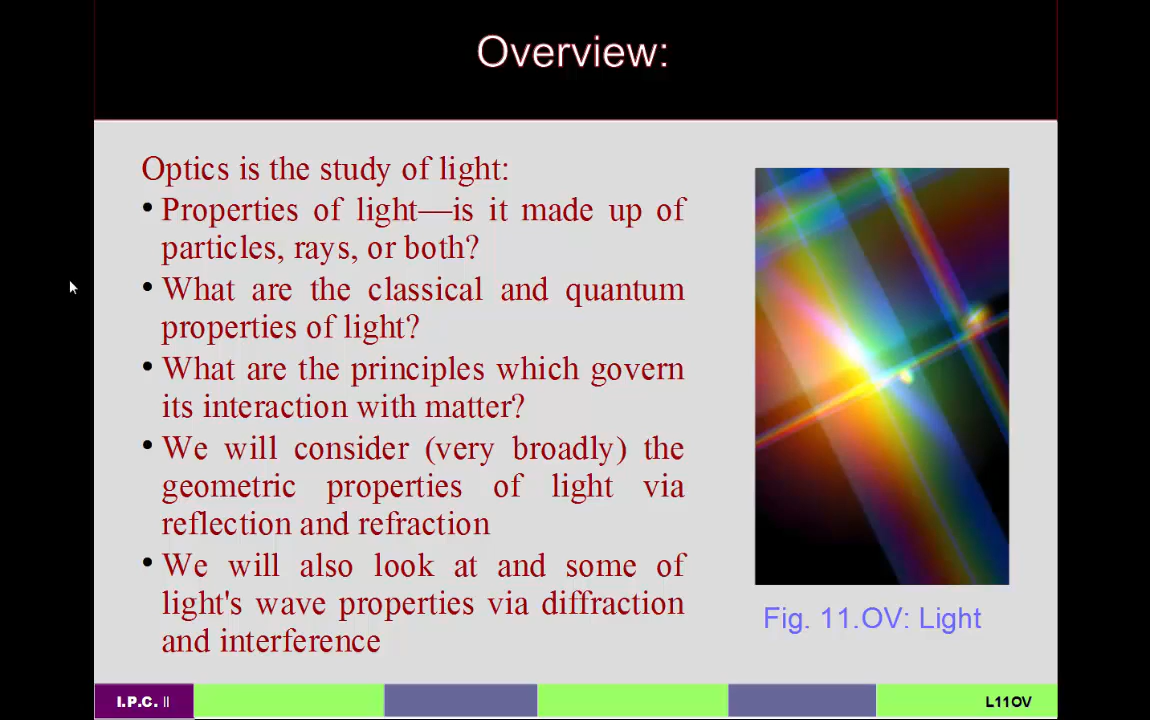 Overview:
Optics is the study of light:
• Properties of light—is it made up of
particles, rays, or both?
• What are the classical and quantum
properties of light?
• What are the principles which govern
its interaction with matter?
• We will consider (very broadly) the
geometric properties of light via
reflection and refraction
• We will also look at and some of
light's wave properties via diffraction
and interference
Fig. 11.OV: Light
I.P.C. II
L11OV